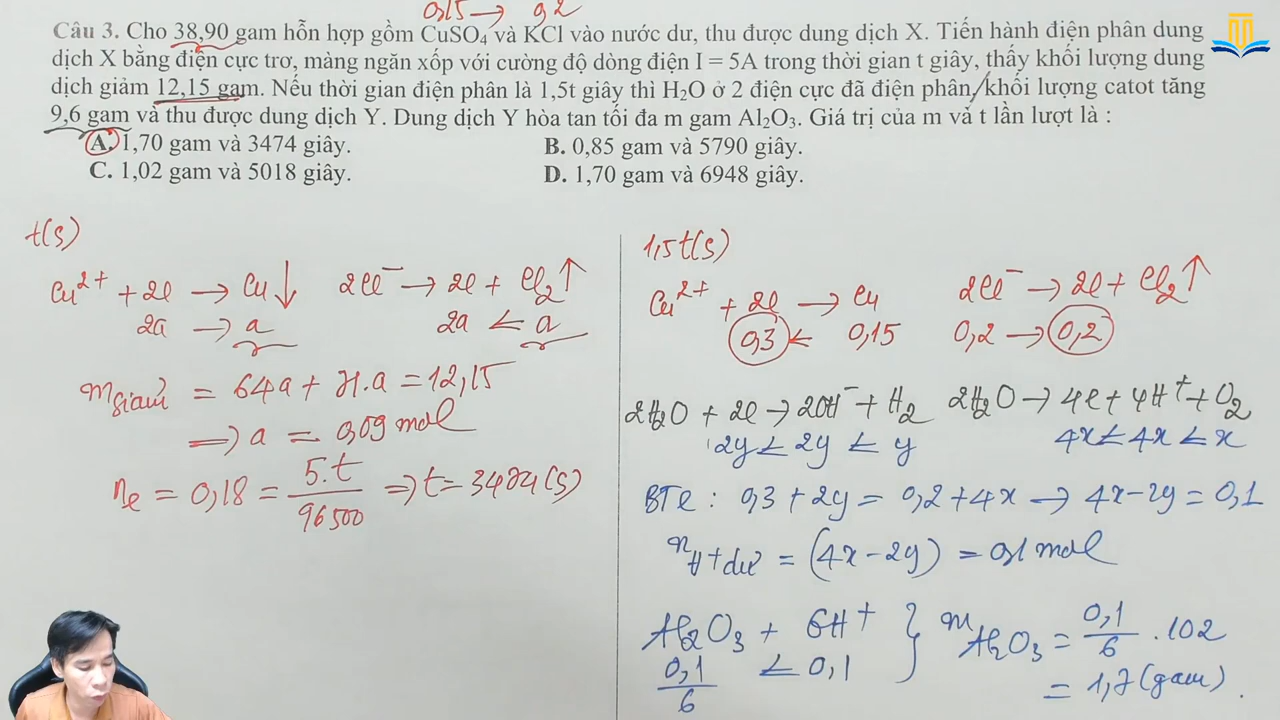 0,15 → 0,2
Câu 3. Cho 38,90 gam hỗn hợp gồm CuSO₄ và KCl vào nước dư, thu được dung dịch X. Tiến hành điện phân dung
dịch X bằng điện cực trơ, màng ngăn xốp với cường độ dòng điện I = 5A trong thời gian t giây, thấy khối lượng dung
dịch giảm 12,15 gam. Nếu thời gian điện phân là 1,5t giây thì H₂O ở 2 điện cực đã điện phân, khối lượng catot tăng
9,6 gam và thu được dung dịch Y. Dung dịch Y hòa tan tối đa m gam Al₂O₃. Giá trị của m và t lần lượt là :
A. 1,70 gam và 3474 giây. B. 0,85 gam và 5790 giây.
C. 1,02 gam và 5018 giây. D. 1,70 gam và 6948 giây.
t(s)
Cu²⁺ + 2e → Cu↓ 2Cl⁻ → 2e + Cl₂↑
2a → a 2a ← a
m giảm = 64a + 71.a = 12,15
⇒ a = 0,09 mol
nₑ = 0,18 = 5.t / 96500 ⇒ t = 3474 (s)
1,5t(s)
Cu²⁺ + 2e → Cu 2Cl⁻ → 2e + Cl₂↑
0,3 ← 0,15 0,2 → 0,2
2H₂O + 2e → 2OH⁻ + H₂ 2H₂O → 4e + 4H⁺ + O₂
2y ← 2y ← y 4x ← 4x ← x
BTe : 0,3 + 2y = 0,2 + 4x → 4x - 2y = 0,1
n H⁺ dư = (4x - 2y) = 0,1 mol
Al₂O₃ + 6H⁺ } m Al₂O₃ = 0,1/6 . 102
0,1/6 ← 0,1 = 1,7 (gam).